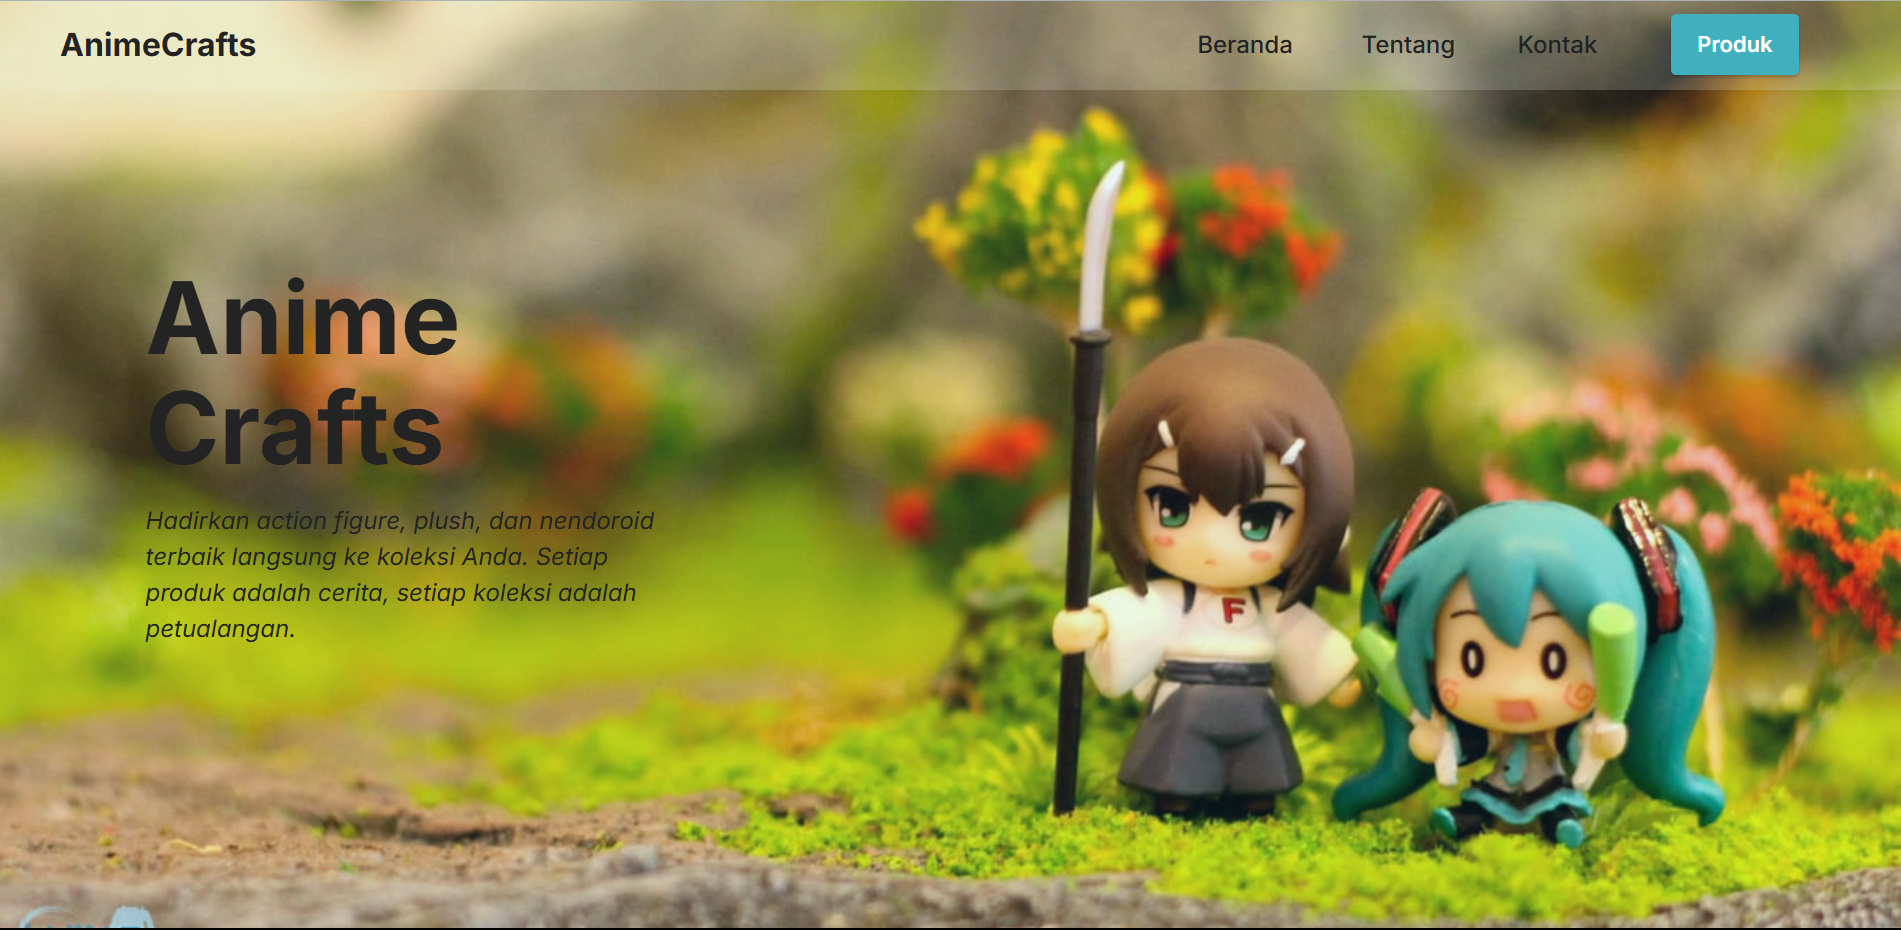 AnimeCrafts
Beranda
Tentang
Kontak
Produk
Anime
Crafts
Hadirkan action figure, plush, dan nendoroid
terbaik langsung ke koleksi Anda. Setiap
produk adalah cerita, setiap koleksi adalah
petualangan.
F